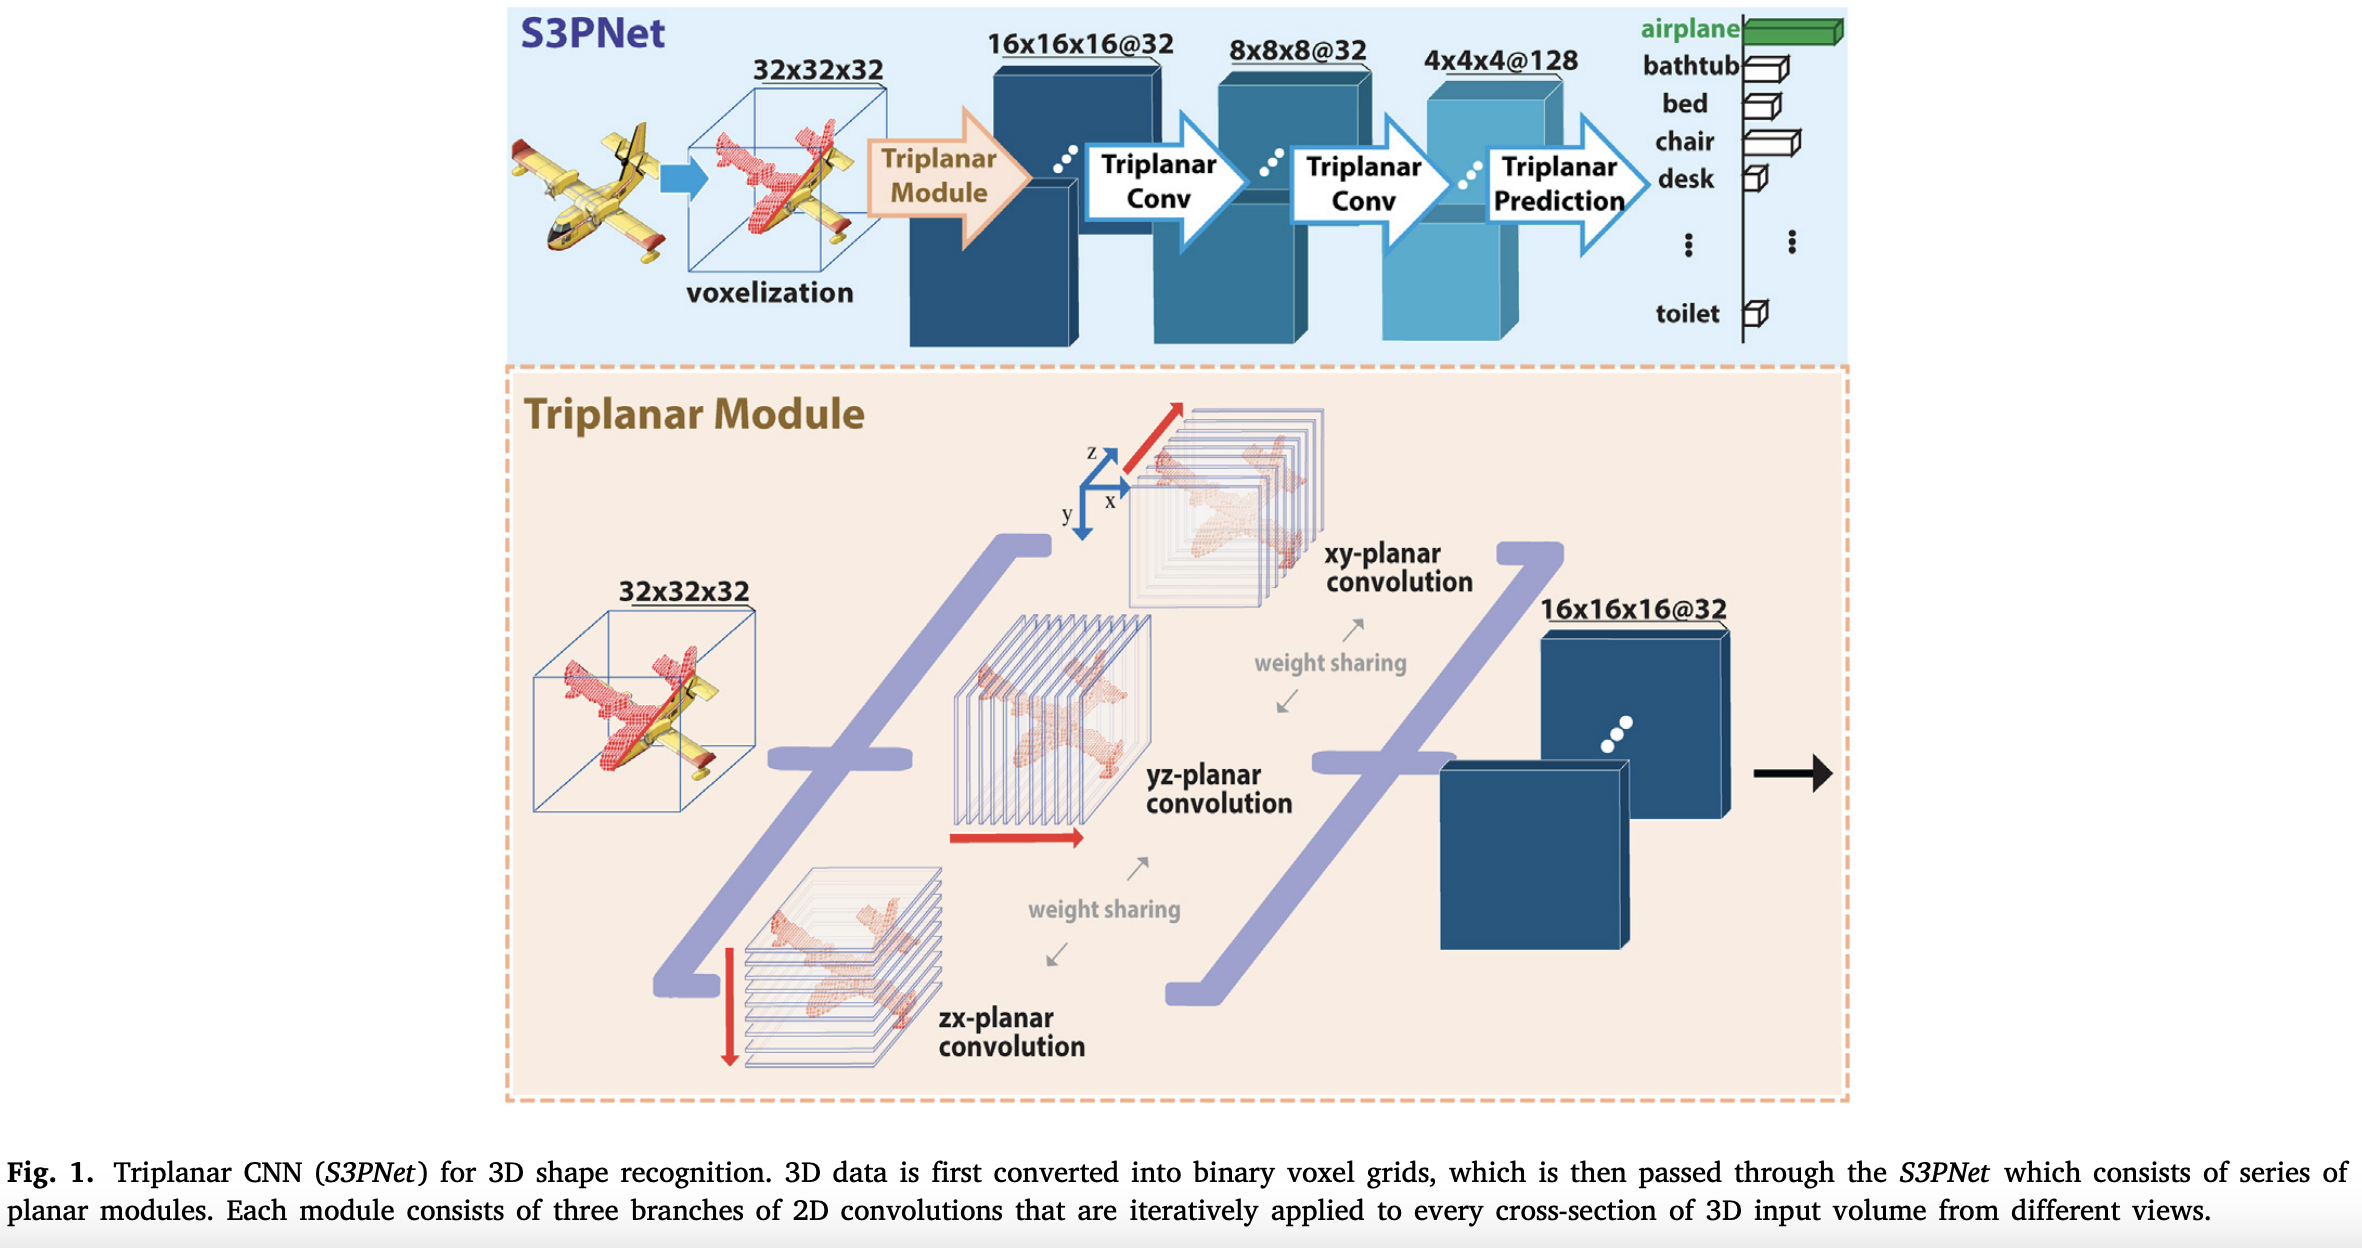 S3PNet
32x32x32
voxelization
Triplanar
Module
16x16x16@32
Triplanar
Conv
8x8x8@32
Triplanar
Conv
4x4x4@128
Triplanar
Prediction
airplane
bathtub
bed
chair
desk
toilet
Triplanar Module
32x32x32
z
x
y
xy-planar
convolution
weight sharing
yz-planar
convolution
weight sharing
zx-planar
convolution
16x16x16@32
Fig. 1. Triplanar CNN (S3PNet) for 3D shape recognition. 3D data is first converted into binary voxel grids, which is then passed through the S3PNet which consists of series of
planar modules. Each module consists of three branches of 2D convolutions that are iteratively applied to every cross-section of 3D input volume from different views.